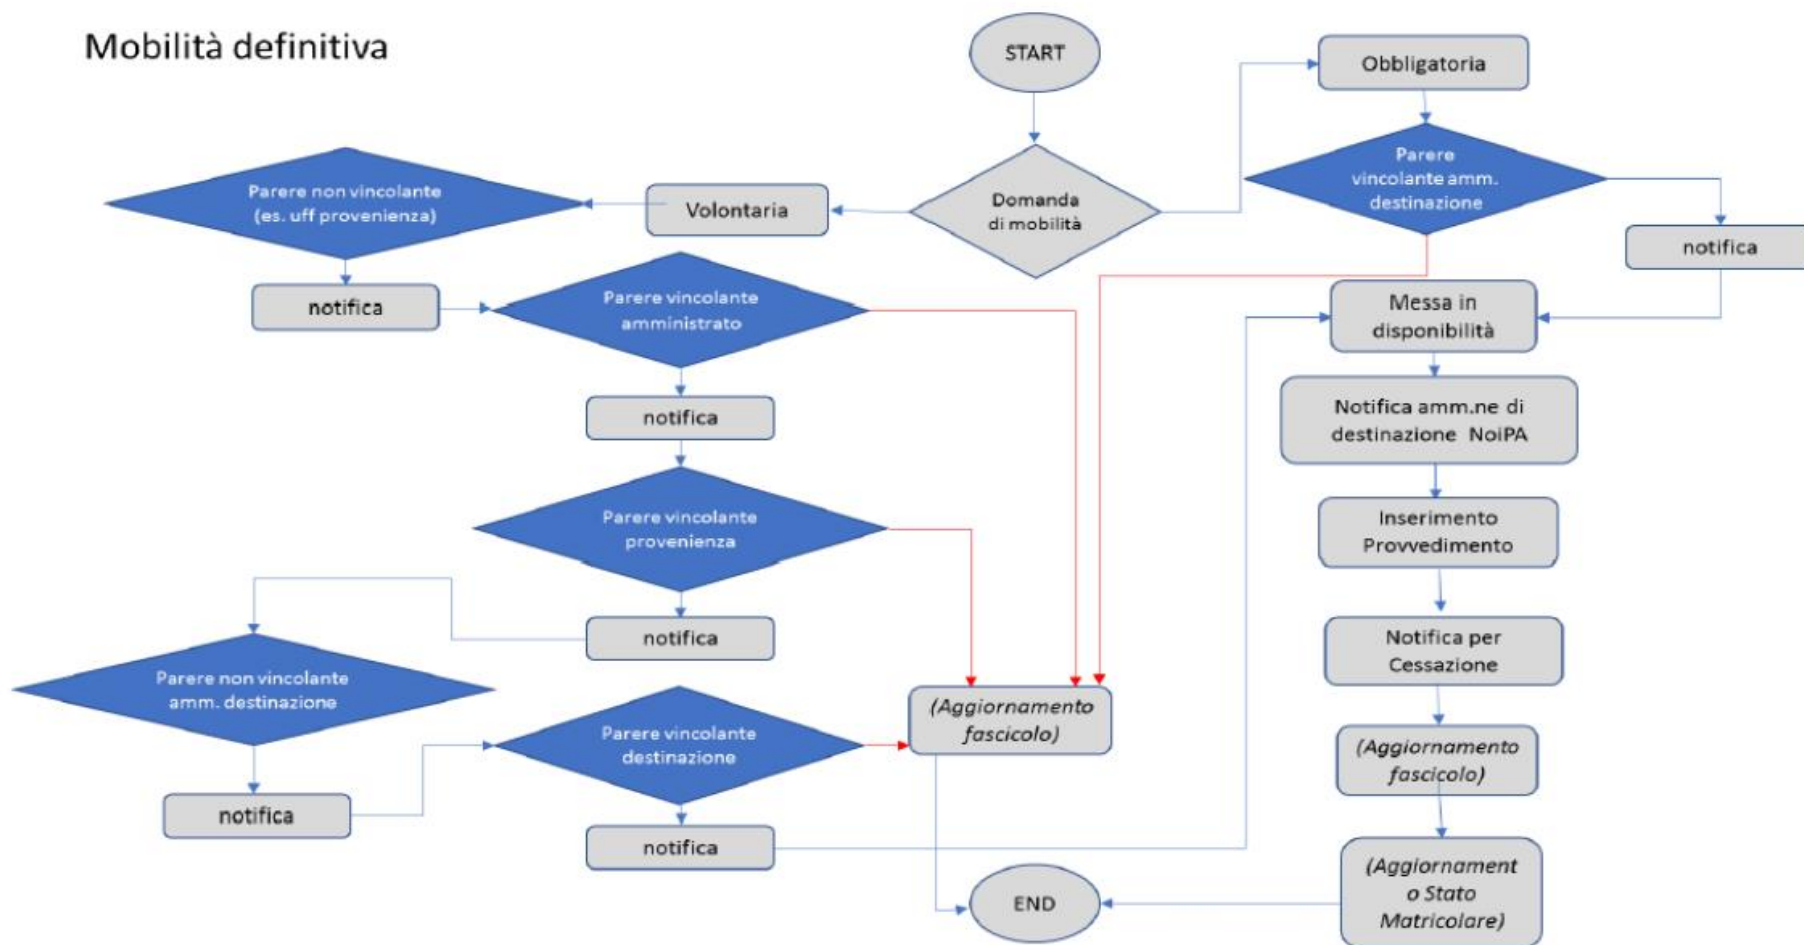 Mobilità definitiva
START
Obbligatoria
Parere
vincolante amm.
destinazione
Parere non vincolante
(es. uff provenienza)
Volontaria
Domanda
di mobilità
notifica
notifica
Parere vincolante
amministrato
Messa in
disponibilità
notifica
Notifica amm.ne di
destinazione NoiPA
Parere vincolante
provenienza
Inserimento
Provvedimento
notifica
Notifica per
Cessazione
Parere non vincolante
amm. destinazione
Parere vincolante
destinazione
(Aggiornamento
fascicolo)
(Aggiornamento
fascicolo)
notifica
notifica
END
(Aggiornament
o Stato
Matricolare)